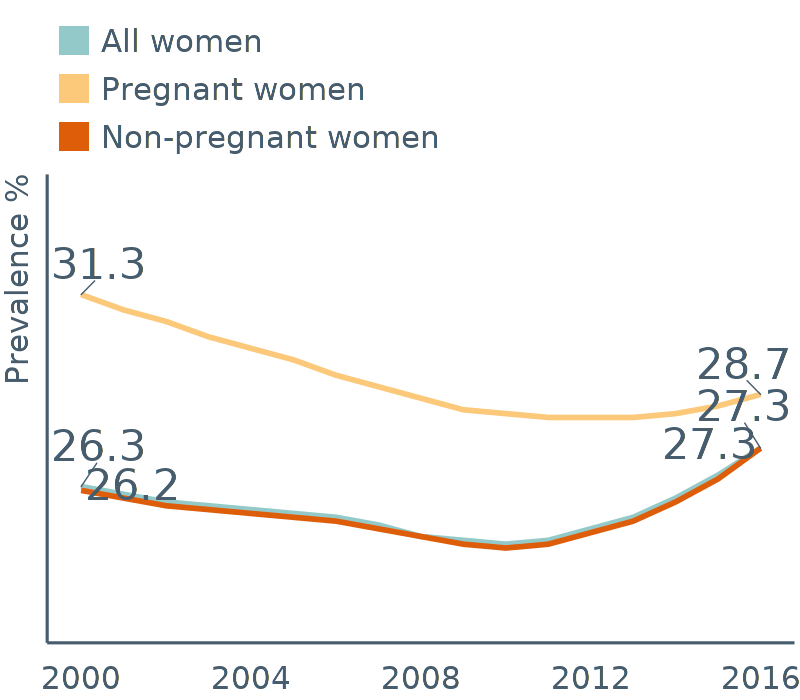 All women
Pregnant women
Non-pregnant women
Prevalence %
31.3
28.7
27.3
27.3
26.3
26.2
2000 2004 2008 2012 2016